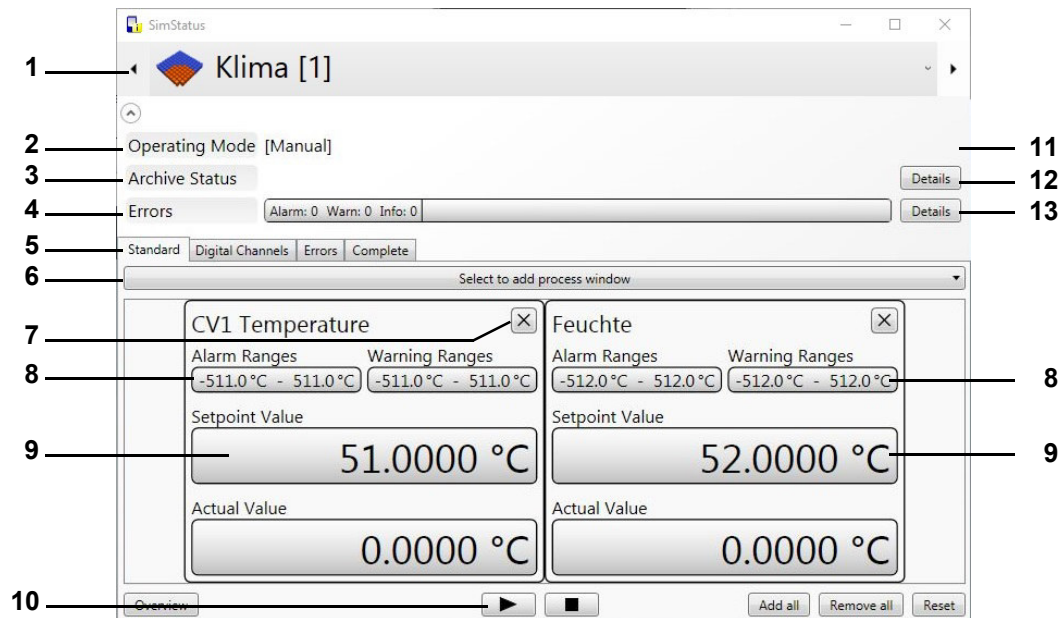 SimStatus
1
Klima [1]
2
Operating Mode [Manual]
11
3
Archive Status
Details
12
4
Errors
Alarm: 0 Warn: 0 Info: 0
Details
13
5
Standard Digital Channels Errors Complete
6
Select to add process window
7
CV1 Temperature
Alarm Ranges Warning Ranges
8
-511.0 °C - 511.0 °C -511.0 °C - 511.0 °C
Setpoint Value
9
51.0000 °C
Actual Value
0.0000 °C
Feuchte
Alarm Ranges Warning Ranges
-512.0 °C - 512.0 °C -512.0 °C - 512.0 °C
8
Setpoint Value
52.0000 °C
9
Actual Value
0.0000 °C
10
Overview
Add all Remove all Reset